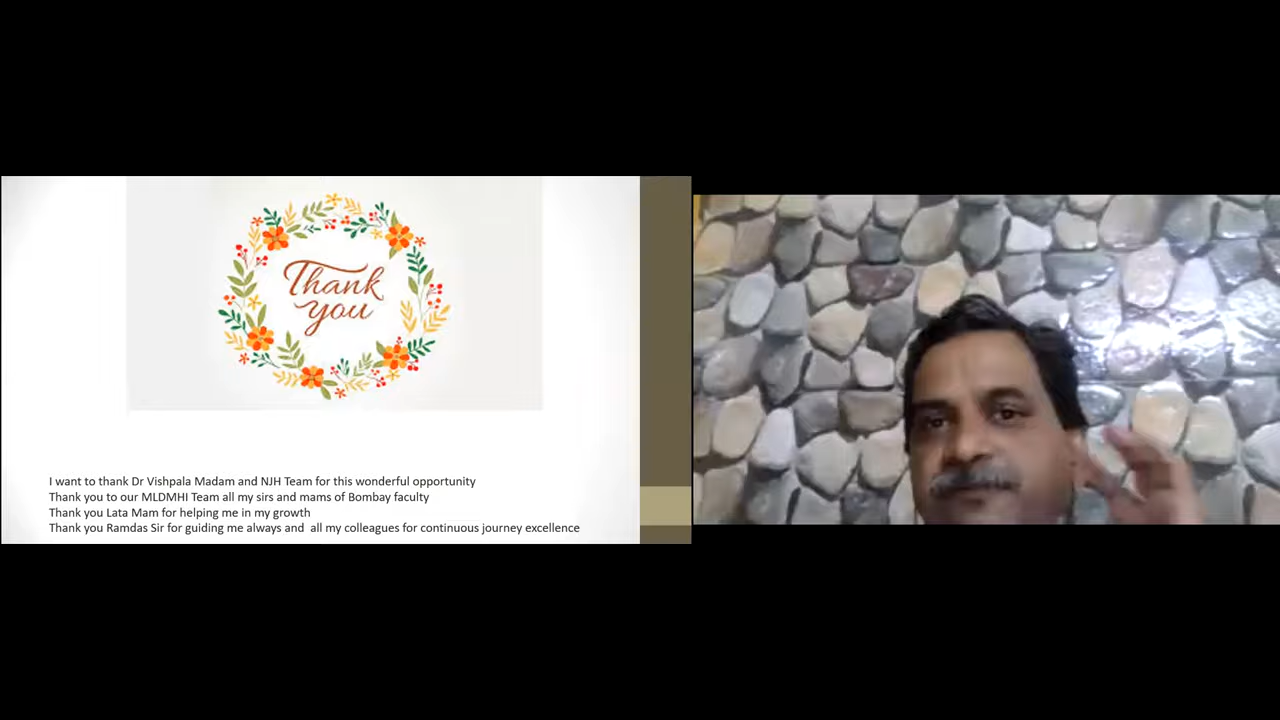 Thank
you
I want to thank Dr Vishpala Madam and NJH Team for this wonderful opportunity
Thank you to our MLDMHI Team all my sirs and mams of Bombay faculty
Thank you Lata Mam for helping me in my growth
Thank you Ramdas Sir for guiding me always and  all my colleagues for continuous journey excellence